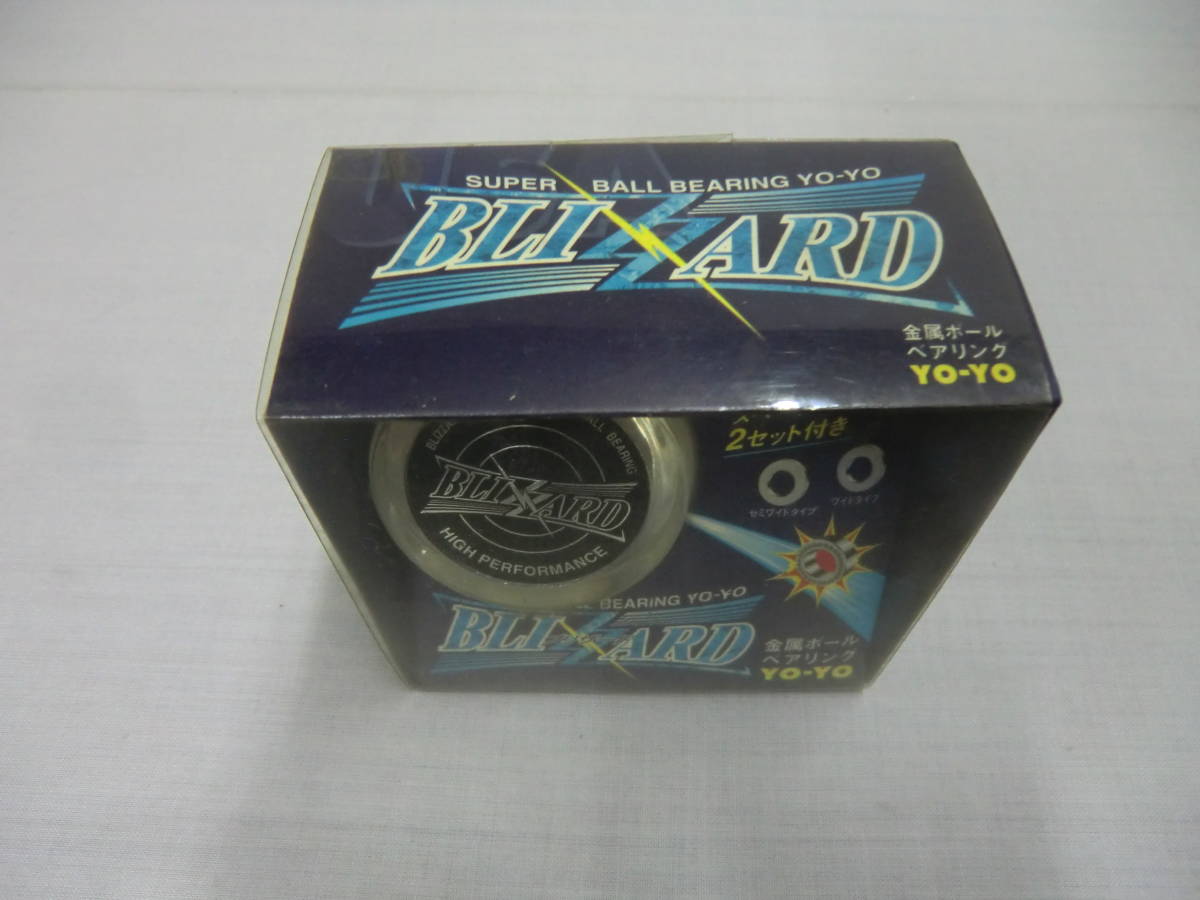 SUPER BALL BEARING YO-YO
BLIZZARD
金属ボール
ベアリング
YO-YO
ALL BEARING
BLIZZARD
HIGH PERFORMANCE
2セット付き
セミワイドタイプ
ワイドタイプ
BEARING YO-YO
BLIZZARD
金属ボール
ベアリング
YO-YO